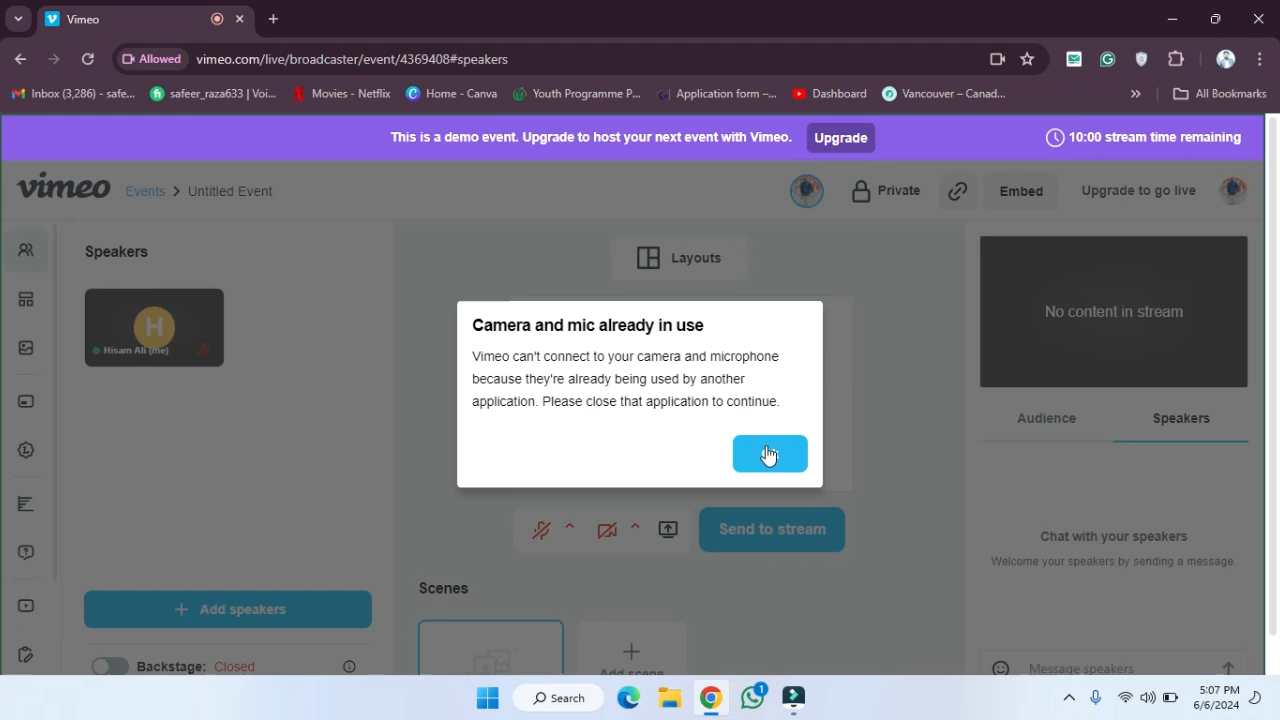 Vimeo
Allowed
vimeo.com/live/broadcaster/event/4369408#speakers
Inbox (3,286) - safe...
safeer_raza633 | Voi...
Movies - Netflix
Home - Canva
Youth Programme P...
Application form –...
Dashboard
Vancouver – Canad...
»
All Bookmarks
This is a demo event. Upgrade to host your next event with Vimeo.
Upgrade
10:00 stream time remaining
vimeo
Events > Untitled Event
Private
Embed
Upgrade to go live
Speakers
H
Hisam Ali (me)
Layouts
No content in stream
Camera and mic already in use
Vimeo can't connect to your camera and microphone
because they're already being used by another
application. Please close that application to continue.
Audience
Speakers
Send to stream
Chat with your speakers
Welcome your speakers by sending a message.
Scenes
+ Add speakers
Add scene
Backstage: Closed
Message speakers
Search
1
5:07 PM
6/6/2024